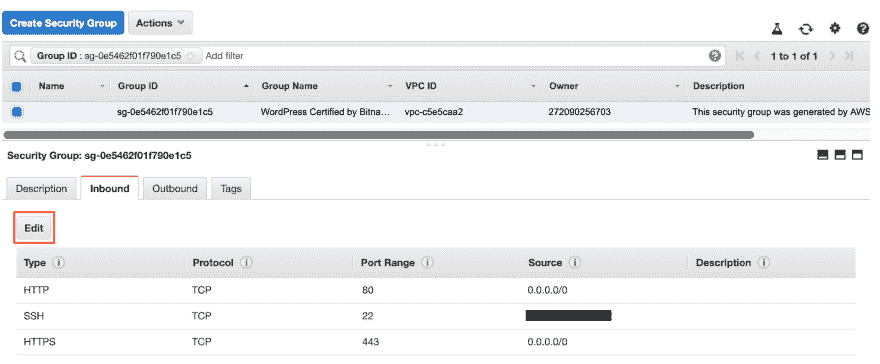 Create Security Group Actions
Group ID : sg-0e5462f01f790e1c5 Add filter 1 to 1 of 1
Name Group ID Group Name VPC ID Owner Description
sg-0e5462f01f790e1c5 WordPress Certified by Bitna... vpc-c5e5caa2 272090256703 This security group was generated by AWS
Security Group: sg-0e5462f01f790e1c5
Description Inbound Outbound Tags
Edit
Type Protocol Port Range Source Description
HTTP TCP 80 0.0.0.0/0
SSH TCP 22
HTTPS TCP 443 0.0.0.0/0